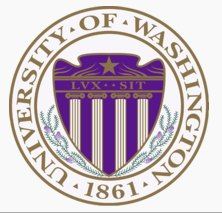 UNIVERSITY · OF · WASHINGTON
LVX SIT
· 1861 ·